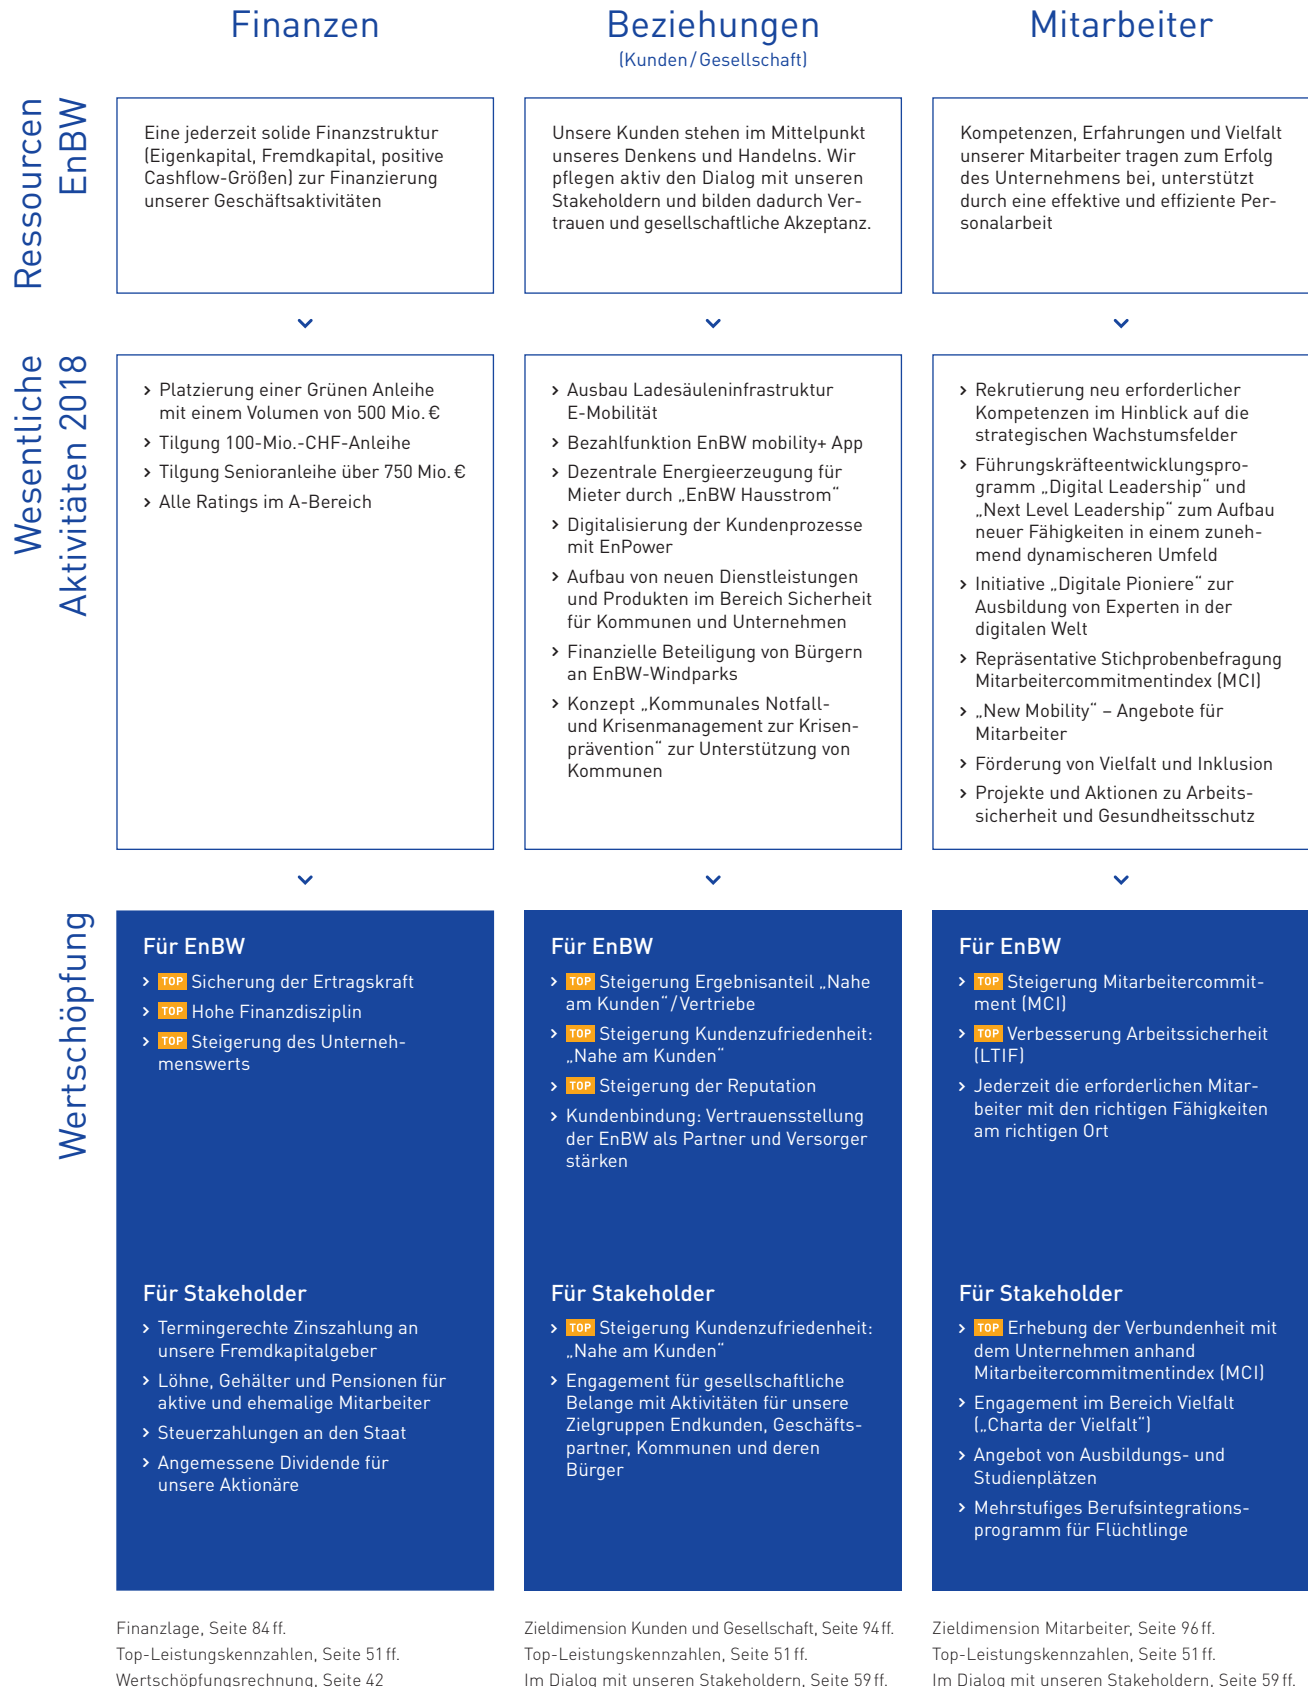 Finanzen
Beziehungen
(Kunden/Gesellschaft)
Mitarbeiter
Ressourcen
EnBW
Eine jederzeit solide Finanzstruktur
(Eigenkapital, Fremdkapital, positive
Cashflow-Größen) zur Finanzierung
unserer Geschäftsaktivitäten
Unsere Kunden stehen im Mittelpunkt
unseres Denkens und Handelns. Wir
pflegen aktiv den Dialog mit unseren
Stakeholdern und bilden dadurch Ver-
trauen und gesellschaftliche Akzeptanz.
Kompetenzen, Erfahrungen und Vielfalt
unserer Mitarbeiter tragen zum Erfolg
des Unternehmens bei, unterstützt
durch eine effektive und effiziente Per-
sonalarbeit
Wesentliche
Aktivitäten 2018
› Platzierung einer Grünen Anleihe
mit einem Volumen von 500 Mio. €
› Tilgung 100-Mio.-CHF-Anleihe
› Tilgung Senioranleihe über 750 Mio. €
› Alle Ratings im A-Bereich
› Ausbau Ladesäuleninfrastruktur
E-Mobilität
› Bezahlfunktion EnBW mobility+ App
› Dezentrale Energieerzeugung für
Mieter durch „EnBW Hausstrom“
› Digitalisierung der Kundenprozesse
mit EnPower
› Aufbau von neuen Dienstleistungen
und Produkten im Bereich Sicherheit
für Kommunen und Unternehmen
› Finanzielle Beteiligung von Bürgern
an EnBW-Windparks
› Konzept „Kommunales Notfall-
und Krisenmanagement zur Krisen-
prävention“ zur Unterstützung von
Kommunen
› Rekrutierung neu erforderlicher
Kompetenzen im Hinblick auf die
strategischen Wachstumsfelder
› Führungskräfteentwicklungspro-
gramm „Digital Leadership“ und
„Next Level Leadership“ zum Aufbau
neuer Fähigkeiten in einem zuneh-
mend dynamischeren Umfeld
› Initiative „Digitale Pioniere“ zur
Ausbildung von Experten in der
digitalen Welt
› Repräsentative Stichprobenbefragung
Mitarbeitercommitmentindex (MCI)
› „New Mobility“ – Angebote für
Mitarbeiter
› Förderung von Vielfalt und Inklusion
› Projekte und Aktionen zu Arbeits-
sicherheit und Gesundheitsschutz
Wertschöpfung
Für EnBW
› TOP Sicherung der Ertragskraft
› TOP Hohe Finanzdisziplin
› TOP Steigerung des Unterneh-
menswerts
Für Stakeholder
› Termingerechte Zinszahlung an
unsere Fremdkapitalgeber
› Löhne, Gehälter und Pensionen für
aktive und ehemalige Mitarbeiter
› Steuerzahlungen an den Staat
› Angemessene Dividende für
unsere Aktionäre
Für EnBW
› TOP Steigerung Ergebnisanteil „Nahe
am Kunden“/Vertriebe
› TOP Steigerung Kundenzufriedenheit:
„Nahe am Kunden“
› TOP Steigerung der Reputation
› Kundenbindung: Vertrauensstellung
der EnBW als Partner und Versorger
stärken
Für Stakeholder
› TOP Steigerung Kundenzufriedenheit:
„Nahe am Kunden“
› Engagement für gesellschaftliche
Belange mit Aktivitäten für unsere
Zielgruppen Endkunden, Geschäfts-
partner, Kommunen und deren
Bürger
Für EnBW
› TOP Steigerung Mitarbeitercommit-
ment (MCI)
› TOP Verbesserung Arbeitssicherheit
(LTIF)
› Jederzeit die erforderlichen Mitar-
beiter mit den richtigen Fähigkeiten
am richtigen Ort
Für Stakeholder
› TOP Erhebung der Verbundenheit mit
dem Unternehmen anhand
Mitarbeitercommitmentindex (MCI)
› Engagement im Bereich Vielfalt
(„Charta der Vielfalt“)
› Angebot von Ausbildungs- und
Studienplätzen
› Mehrstufiges Berufsintegrations-
programm für Flüchtlinge
Finanzlage, Seite 84 ff.
Top-Leistungskennzahlen, Seite 51 ff.
Wertschöpfungsrechnung, Seite 42
Zieldimension Kunden und Gesellschaft, Seite 94 ff.
Top-Leistungskennzahlen, Seite 51 ff.
Im Dialog mit unseren Stakeholdern, Seite 59 ff.
Zieldimension Mitarbeiter, Seite 96 ff.
Top-Leistungskennzahlen, Seite 51 ff.
Im Dialog mit unseren Stakeholdern, Seite 59 ff.